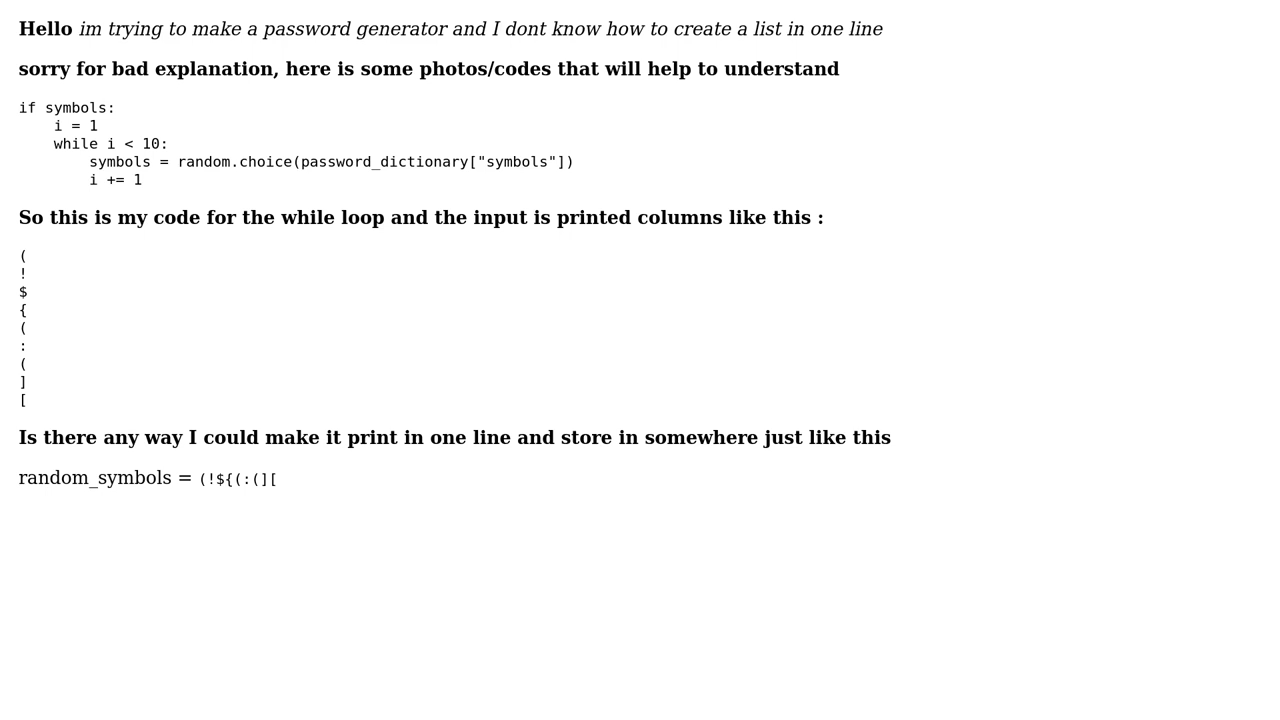 Hello im trying to make a password generator and I dont know how to create a list in one line
sorry for bad explanation, here is some photos/codes that will help to understand
if symbols:
    i = 1
    while i < 10:
        symbols = random.choice(password_dictionary["symbols"])
        i += 1
So this is my code for the while loop and the input is printed columns like this :
(
!
$
{
(
:
(
]
[
Is there any way I could make it print in one line and store in somewhere just like this
random_symbols = (!${(:(][